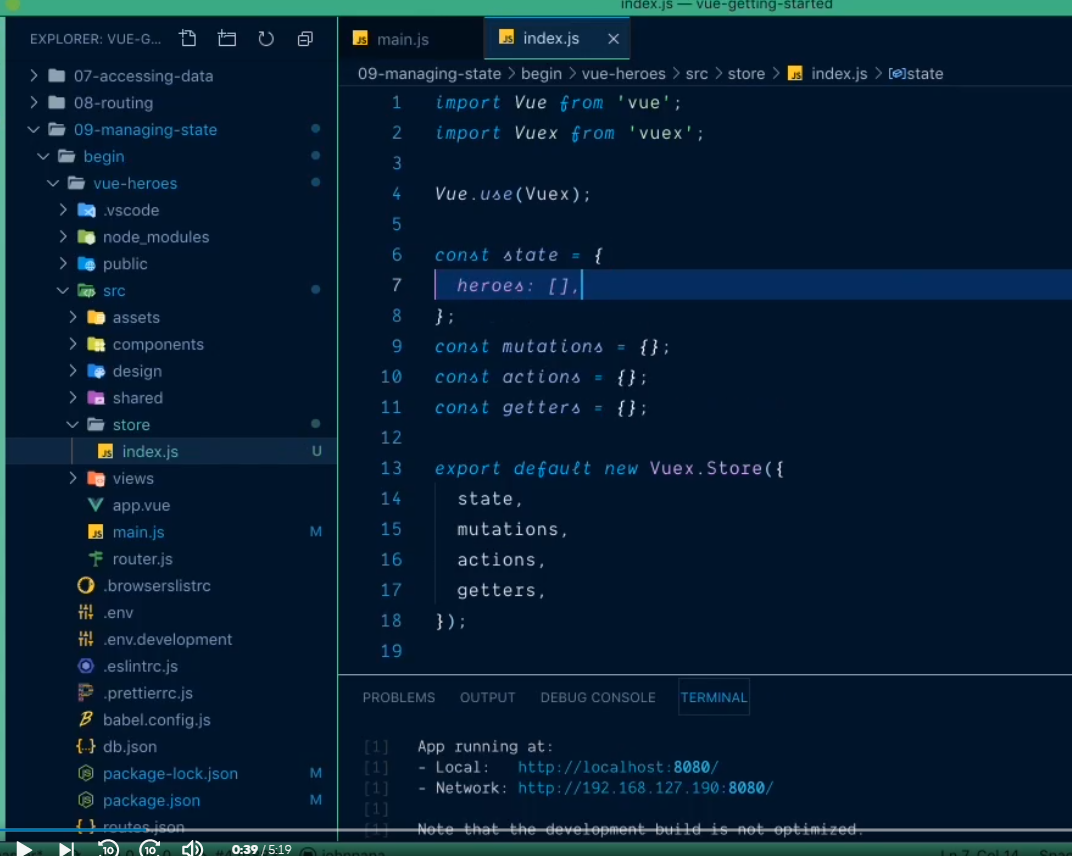 index.js — vue-getting-started
EXPLORER: VUE-G...
07-accessing-data
08-routing
09-managing-state
begin
vue-heroes
.vscode
node_modules
public
src
assets
components
design
shared
store
index.js U
views
app.vue
main.js M
router.js
.browserslistrc
.env
.env.development
.eslintrc.js
.prettierrc.js
babel.config.js
db.json
package-lock.json M
package.json M
routes.json
main.js
index.js
09-managing-state > begin > vue-heroes > src > store > index.js > state
1 import Vue from 'vue';
2 import Vuex from 'vuex';
3
4 Vue.use(Vuex);
5
6 const state = {
7 heroes: [],
8 };
9 const mutations = {};
10 const actions = {};
11 const getters = {};
12
13 export default new Vuex.Store({
14 state,
15 mutations,
16 actions,
17 getters,
18 });
19
PROBLEMS OUTPUT DEBUG CONSOLE TERMINAL
[1] App running at:
[1] - Local: http://localhost:8080/
[1] - Network: http://192.168.127.190:8080/
[1]
[1] Note that the development build is not optimized.
10 10 0:39 / 5:19